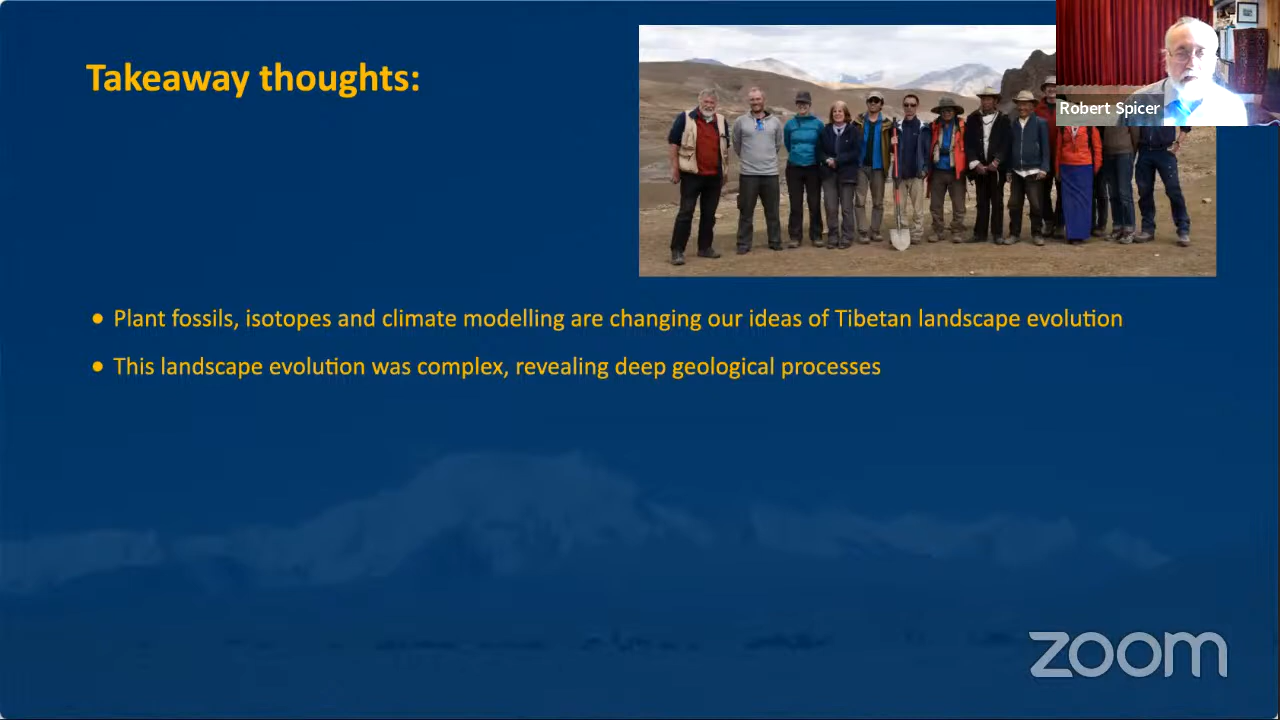 Takeaway thoughts:
Robert Spicer
● Plant fossils, isotopes and climate modelling are changing our ideas of Tibetan landscape evolution
● This landscape evolution was complex, revealing deep geological processes
zoom